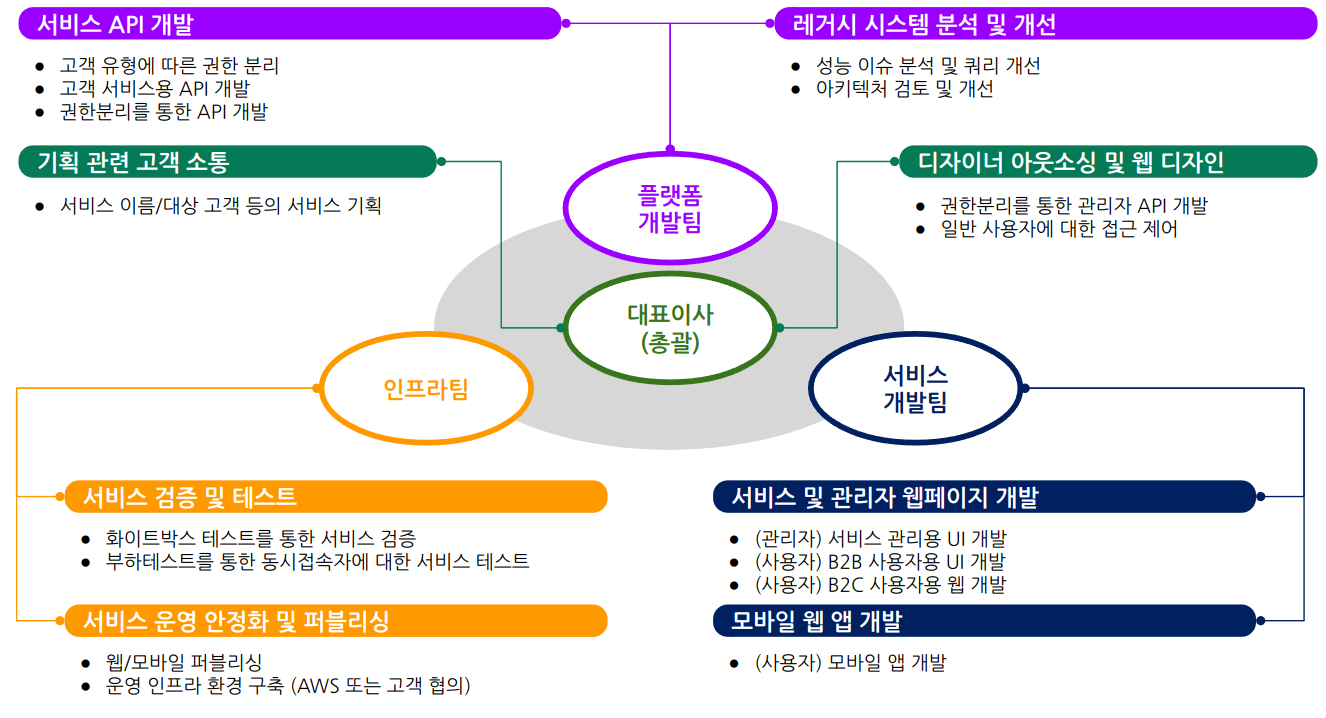 서비스 API 개발
● 고객 유형에 따른 권한 분리
● 고객 서비스용 API 개발
● 권한분리를 통한 API 개발
레거시 시스템 분석 및 개선
● 성능 이슈 분석 및 쿼리 개선
● 아키텍처 검토 및 개선
기획 관련 고객 소통
● 서비스 이름/대상 고객 등의 서비스 기획
디자이너 아웃소싱 및 웹 디자인
● 권한분리를 통한 관리자 API 개발
● 일반 사용자에 대한 접근 제어
플랫폼
개발팀
대표이사
(총괄)
인프라팀
서비스
개발팀
서비스 검증 및 테스트
● 화이트박스 테스트를 통한 서비스 검증
● 부하테스트를 통한 동시접속자에 대한 서비스 테스트
서비스 운영 안정화 및 퍼블리싱
● 웹/모바일 퍼블리싱
● 운영 인프라 환경 구축 (AWS 또는 고객 협의)
서비스 및 관리자 웹페이지 개발
● (관리자) 서비스 관리용 UI 개발
● (사용자) B2B 사용자용 UI 개발
● (사용자) B2C 사용자용 웹 개발
모바일 웹 앱 개발
● (사용자) 모바일 앱 개발